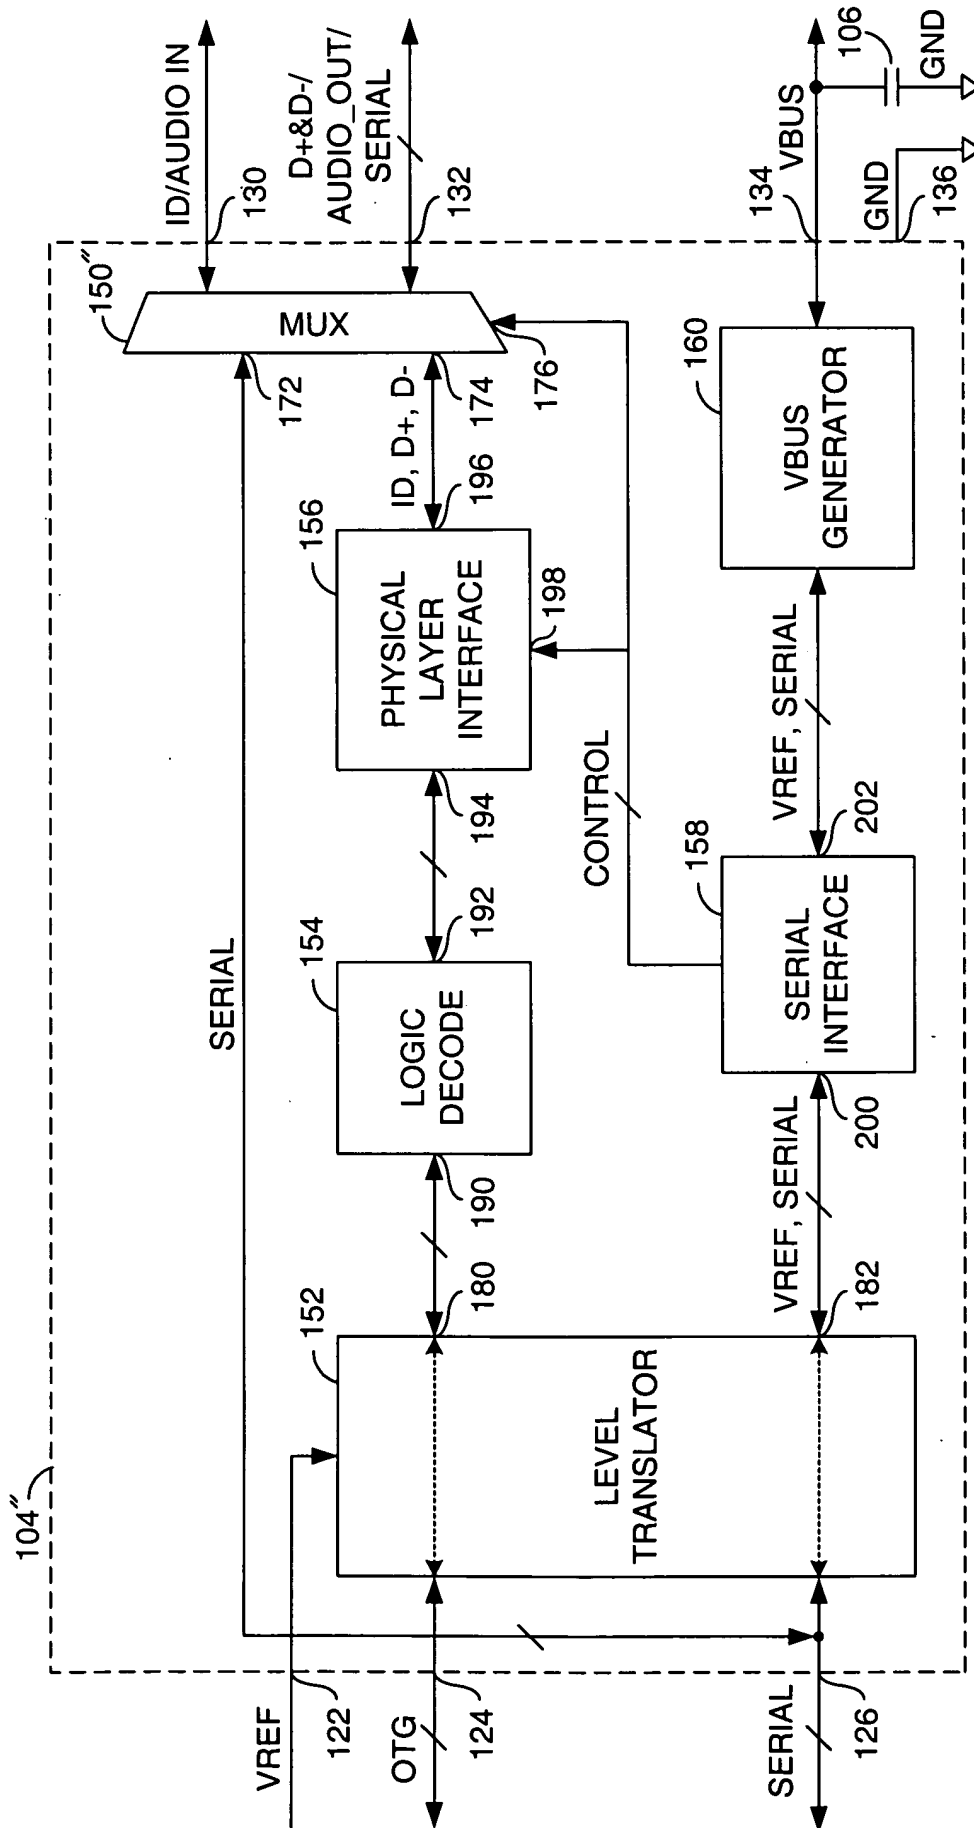 104″
VREF
122
OTG
124
SERIAL
126
152
LEVEL
TRANSLATOR
180
182
SERIAL
190
154
LOGIC
DECODE
192
194
156
PHYSICAL
LAYER
INTERFACE
196
198
ID, D+, D-
150″
MUX
172
174
176
ID/AUDIO IN
130
D+&D-/
AUDIO_OUT/
SERIAL
132
CONTROL
VREF, SERIAL
200
158
SERIAL
INTERFACE
202
VREF, SERIAL
160
VBUS
GENERATOR
134
VBUS
106
GND
GND
136